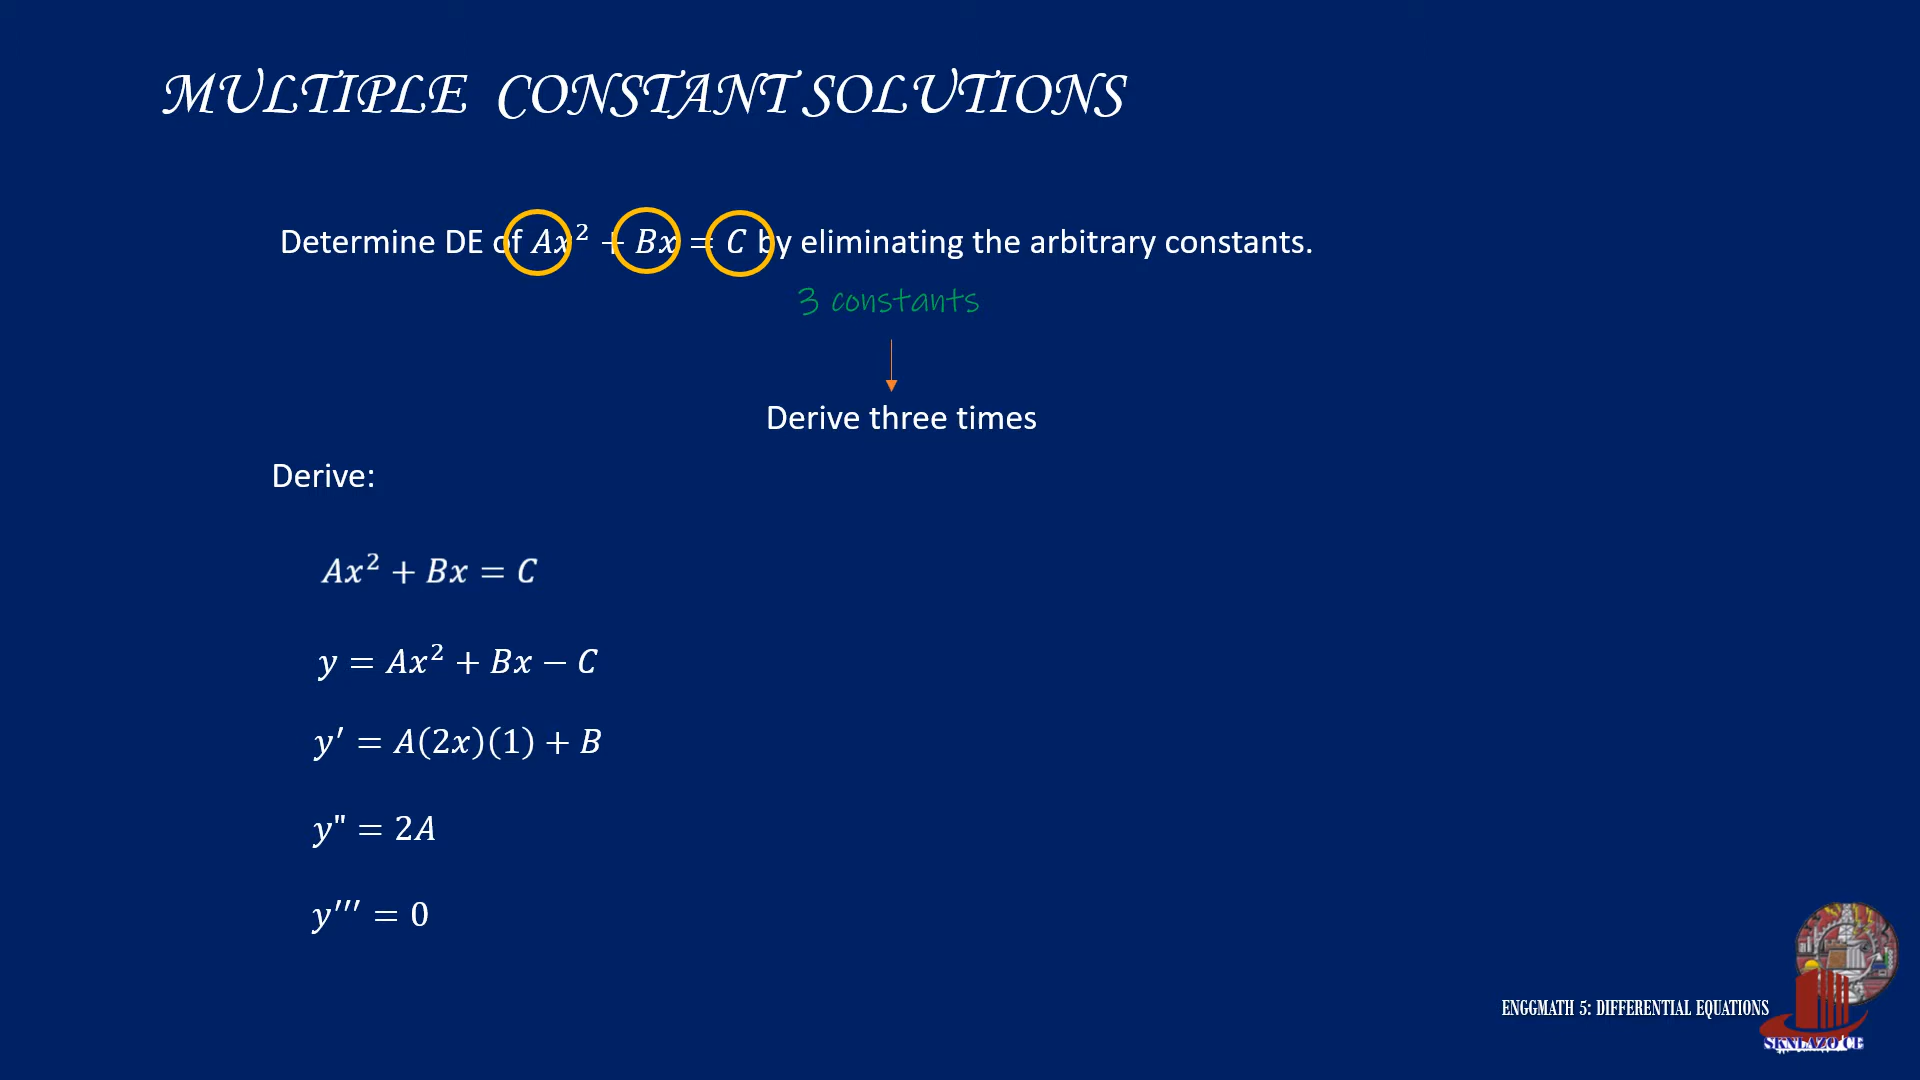 MULTIPLE CONSTANT SOLUTIONS
Determine DE of Ax² + Bx = C by eliminating the arbitrary constants.
3 constants
Derive three times
Derive:
Ax² + Bx = C
y = Ax² + Bx − C
y′ = A(2x)(1) + B
y" = 2A
y′′′ = 0
ENGGMATH 5: DIFFERENTIAL EQUATIONS